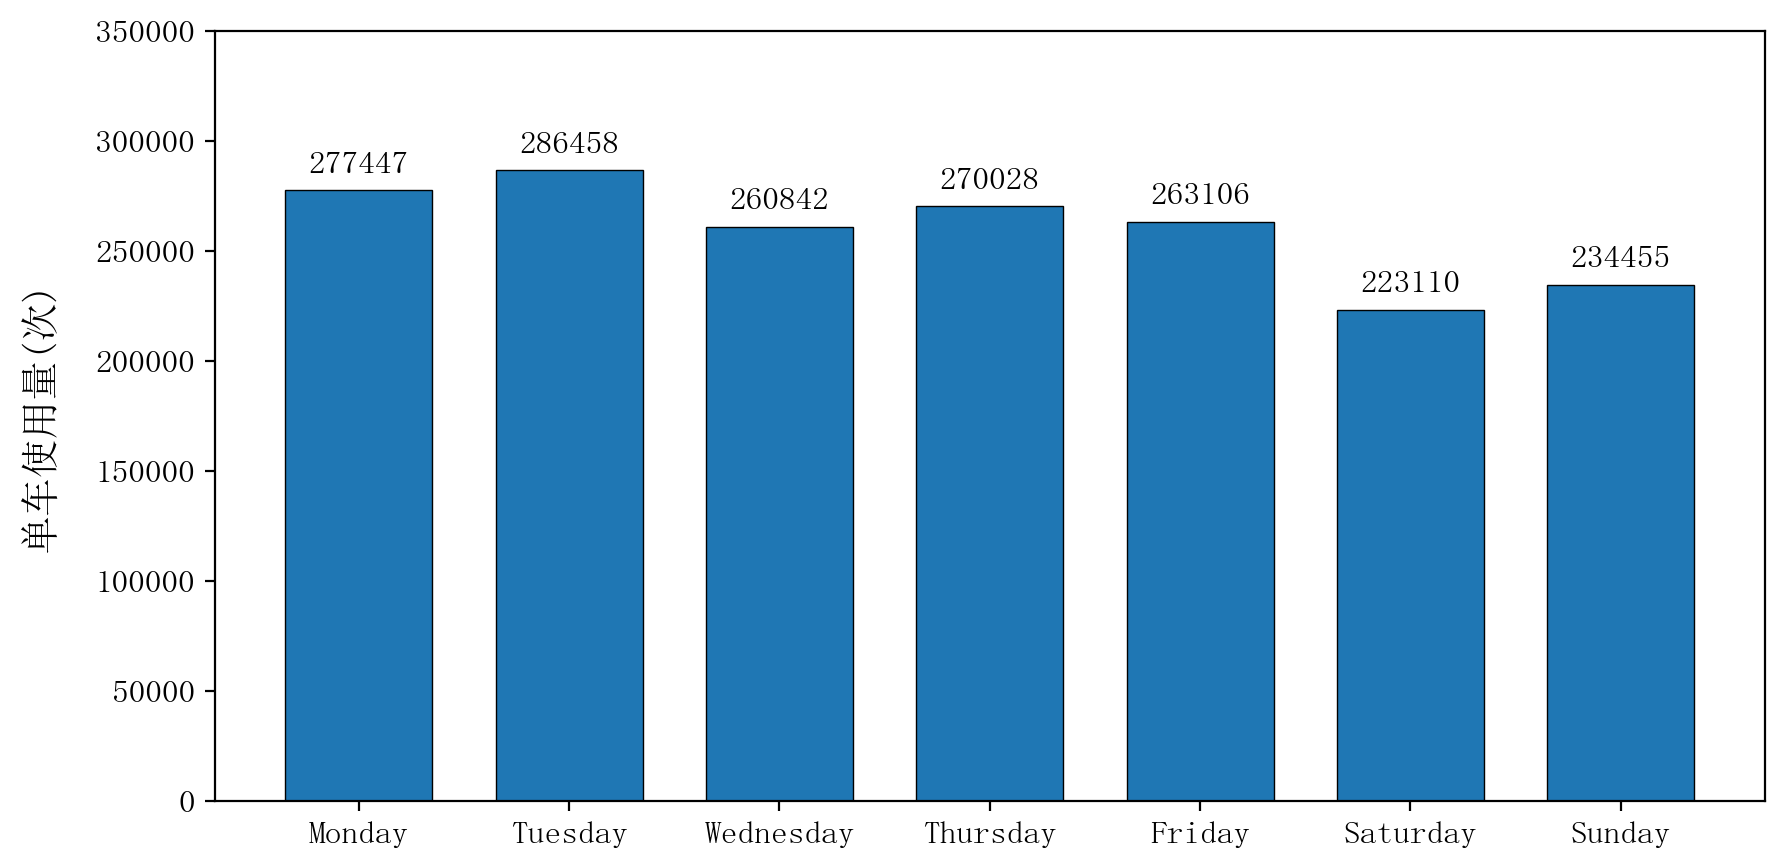 单车使用量(次)
350000
300000
250000
200000
150000
100000
50000
0
277447
286458
260842
270028
263106
223110
234455
Monday
Tuesday
Wednesday
Thursday
Friday
Saturday
Sunday